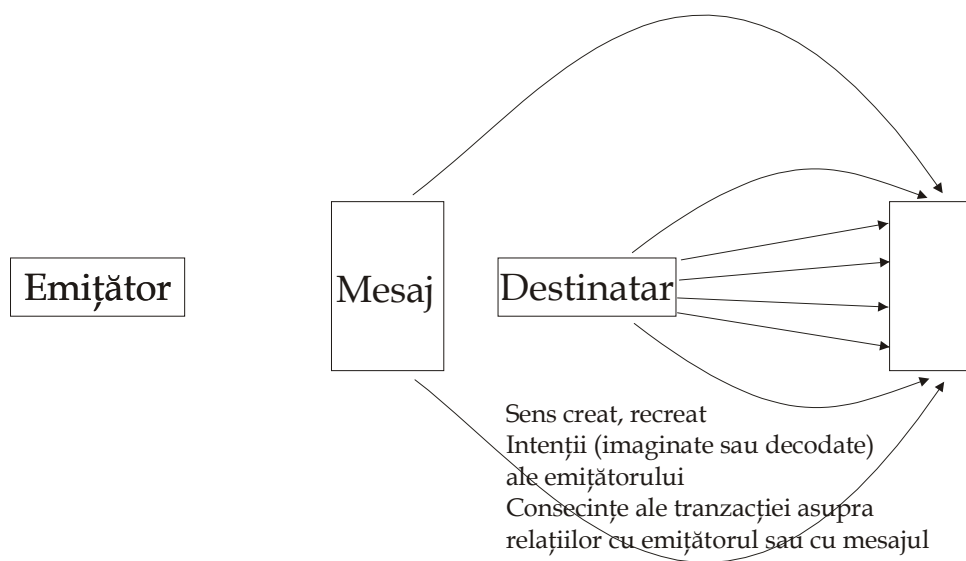 Emițător
Mesaj
Destinatar
Sens creat, recreat
Intenții (imaginate sau decodate)
ale emițătorului
Consecințe ale tranzacției asupra
relațiilor cu emițătorul sau cu mesajul